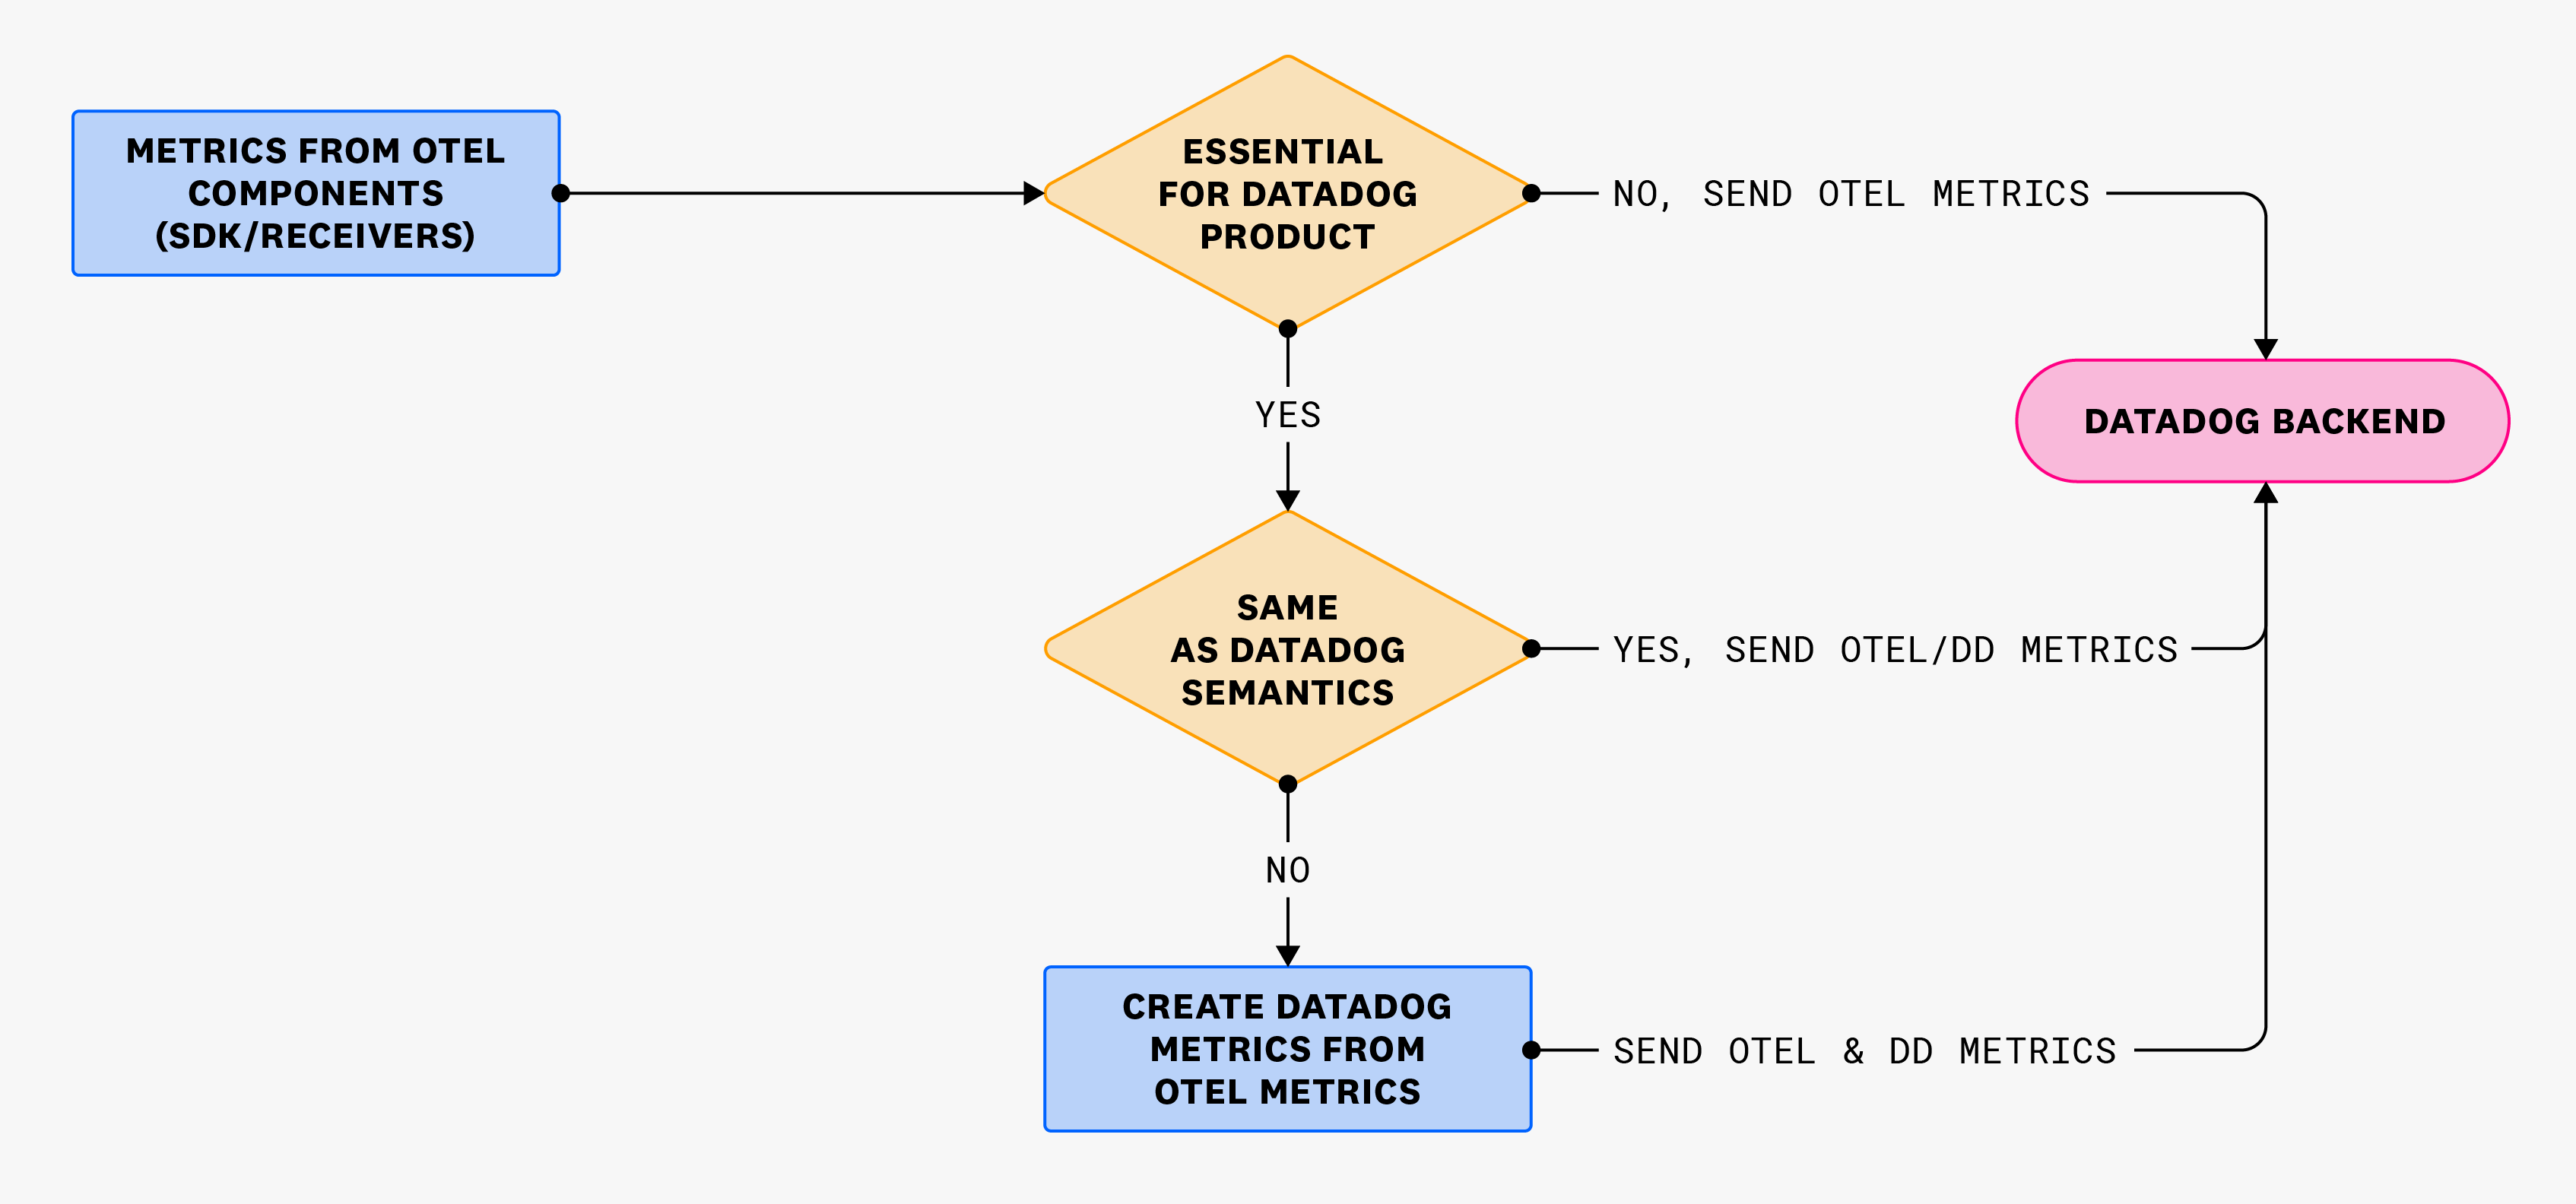 METRICS FROM OTEL
COMPONENTS
(SDK/RECEIVERS)
ESSENTIAL
FOR DATADOG
PRODUCT
NO, SEND OTEL METRICS
YES
DATADOG BACKEND
SAME
AS DATADOG
SEMANTICS
YES, SEND OTEL/DD METRICS
NO
CREATE DATADOG
METRICS FROM
OTEL METRICS
SEND OTEL & DD METRICS